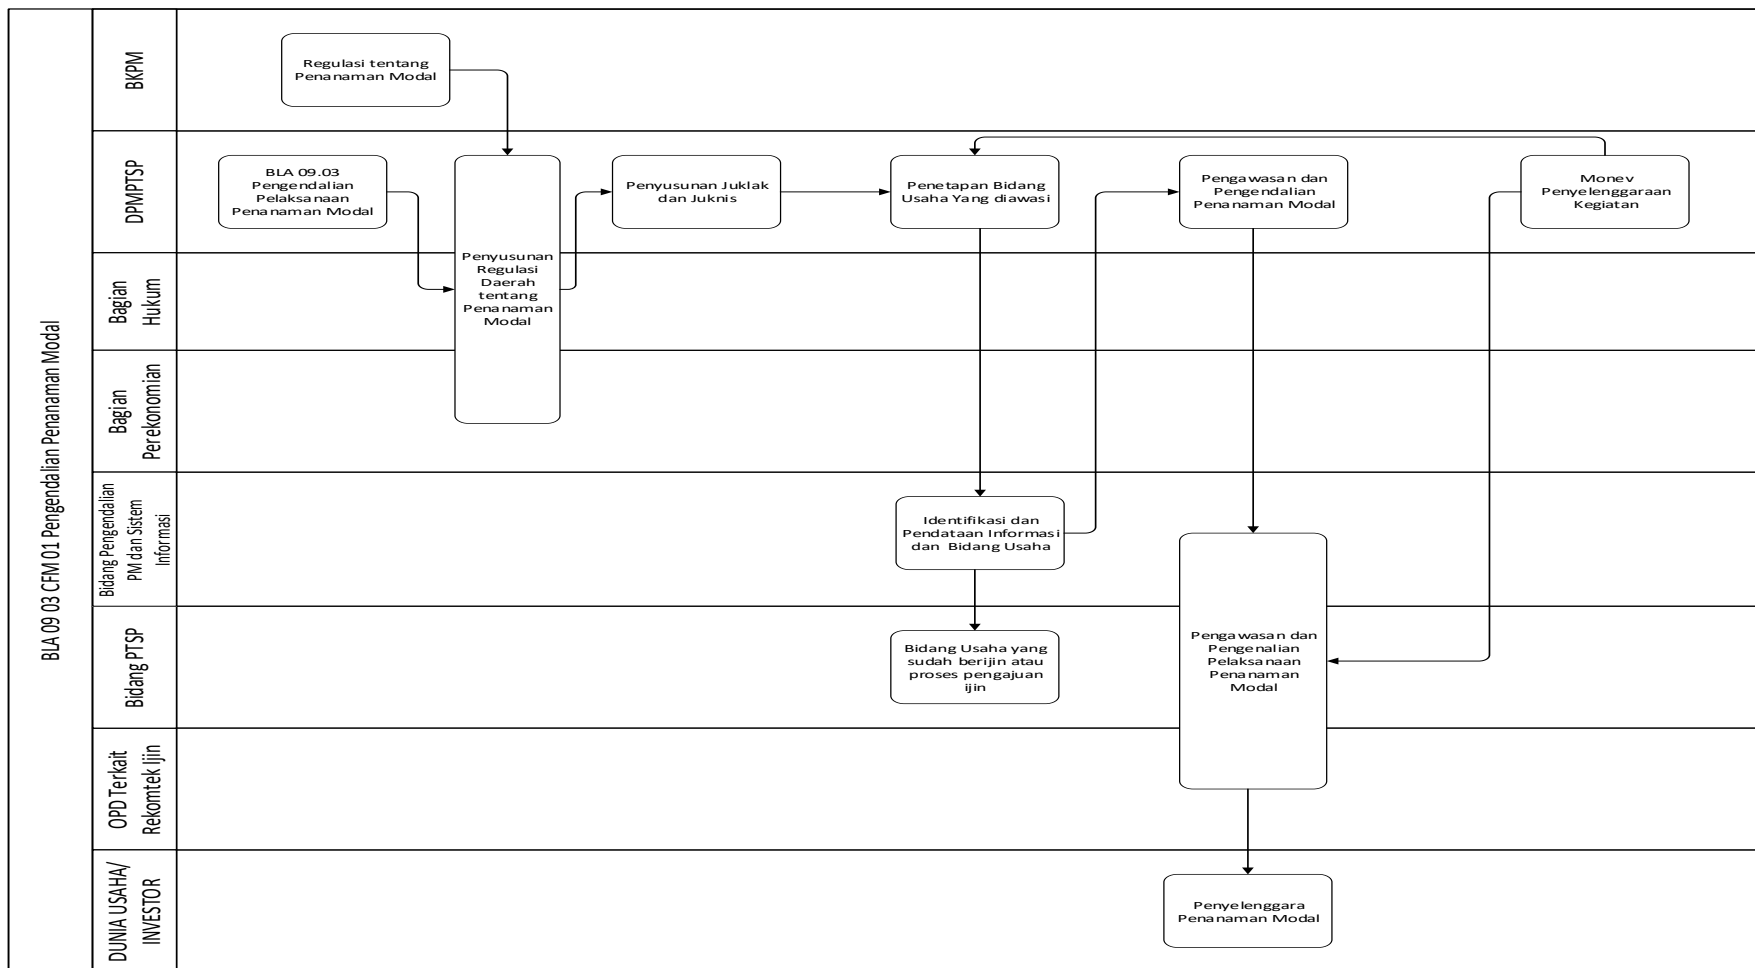 BLA 09 03 CFM 01 Pengendalian Penanaman Modal
BKPM
Regulasi tentang
Penanaman Modal
DPMPTSP
BLA 09.03
Pengendalian
Pelaksanaan
Penanaman Modal
Penyusunan
Regulasi
Daerah
tentang
Penanaman
Modal
Penyusunan Juklak
dan Juknis
Penetapan Bidang
Usaha Yang diawasi
Pengawasan dan
Pengendalian
Penanaman Modal
Monev
Penyelenggaraan
Kegiatan
Bagian
Hukum
Bagian
Perekonomian
Bidang Pengendalian
PM dan Sistem
Informasi
Identifikasi dan
Pendataan Informasi
dan Bidang Usaha
Bidang PTSP
Bidang Usaha yang
sudah berijin atau
proses pengajuan
ijin
Pengawasan dan
Pengenalian
Pelaksanaan
Penanaman
Modal
OPD Terkait
Rekomtek Ijin
DUNIA USAHA/
INVESTOR
Penyelenggara
Penanaman Modal